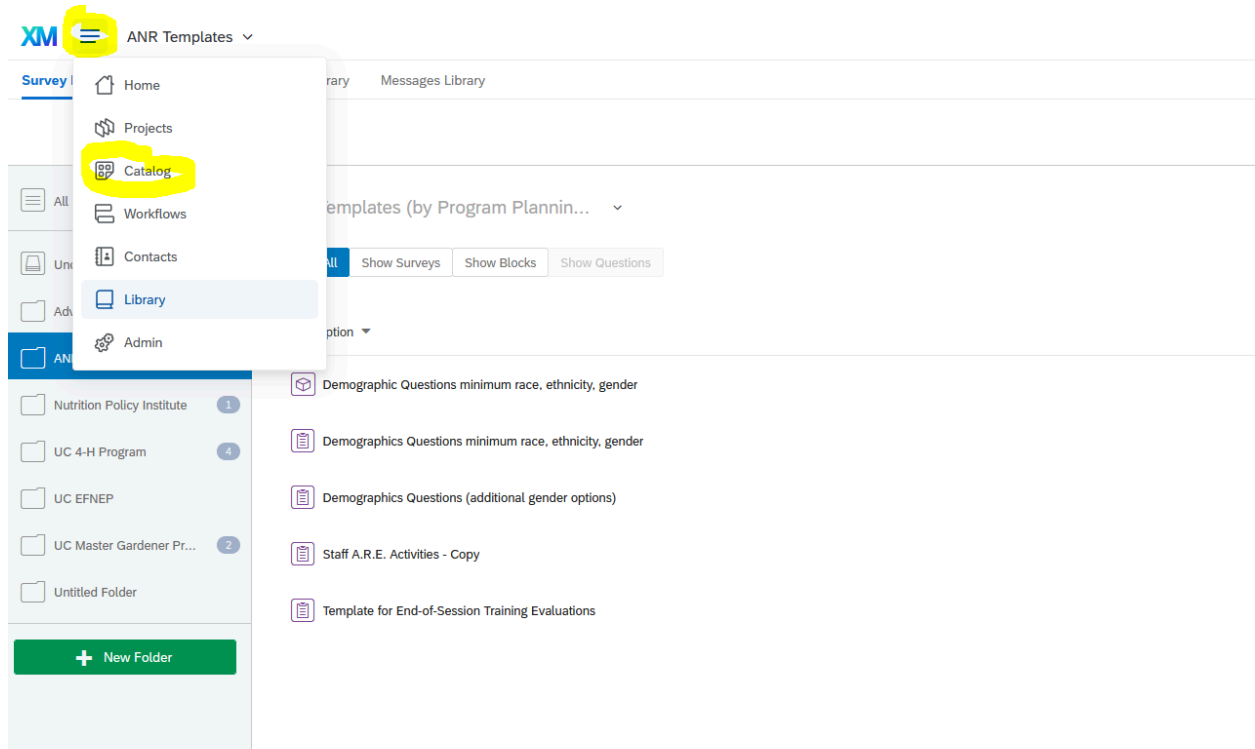 XM ANR Templates
Survey rary Messages Library
Home
Projects
Catalog
Workflows
Contacts
Library
Admin
All
Adv
Nutrition Policy Institute 1
UC 4-H Program 4
UC EFNEP
UC Master Gardener Pr... 2
Untitled Folder
New Folder
emplates (by Program Plannin...
All Show Surveys Show Blocks Show Questions
ption
Demographic Questions minimum race, ethnicity, gender
Demographics Questions minimum race, ethnicity, gender
Demographics Questions (additional gender options)
Staff A.R.E. Activities - Copy
Template for End-of-Session Training Evaluations